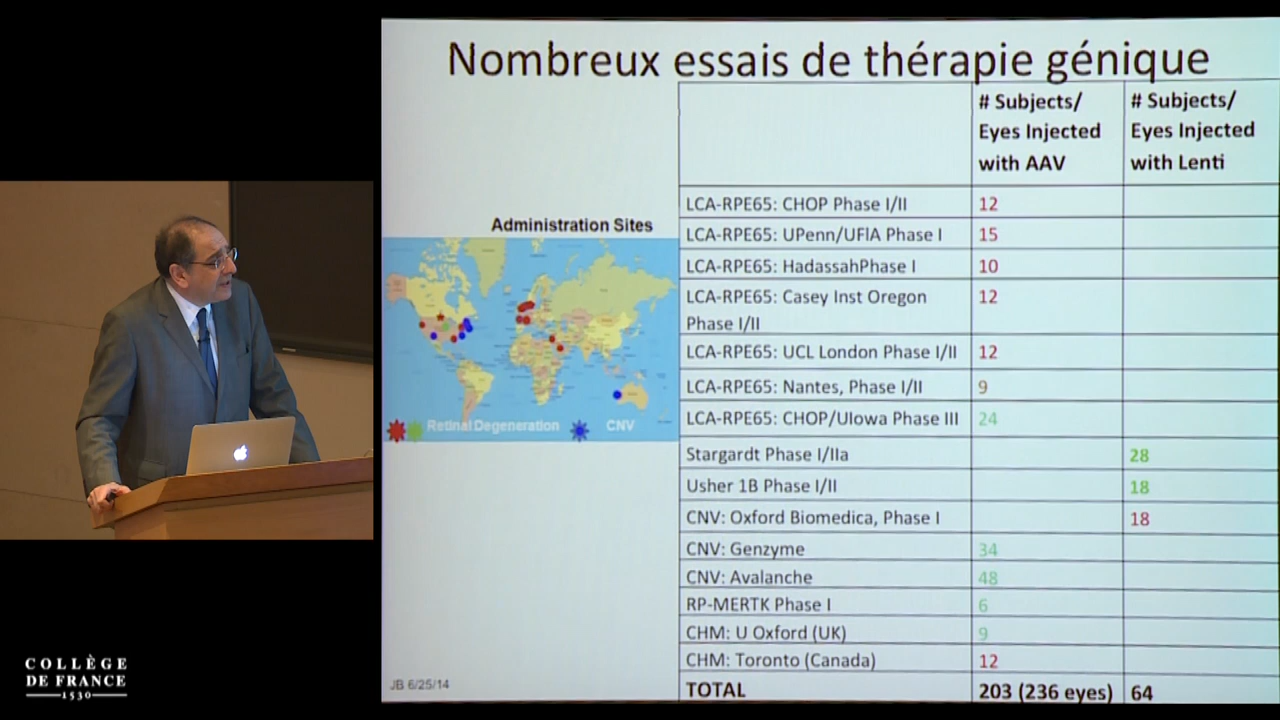 Nombreux essais de thérapie génique
# Subjects/
Eyes Injected
with AAV
# Subjects/
Eyes Injected
with Lenti
LCA-RPE65: CHOP Phase I/II 12
LCA-RPE65: UPenn/UFlA Phase I 15
LCA-RPE65: HadassahPhase I 10
LCA-RPE65: Casey Inst Oregon
Phase I/II 12
LCA-RPE65: UCL London Phase I/II 12
LCA-RPE65: Nantes, Phase I/II 9
LCA-RPE65: CHOP/UIowa Phase III 24
Stargardt Phase I/IIa 28
Usher 1B Phase I/II 18
CNV: Oxford Biomedica, Phase I 18
CNV: Genzyme 34
CNV: Avalanche 48
RP-MERTK Phase I 6
CHM: U Oxford (UK) 9
CHM: Toronto (Canada) 12
TOTAL 203 (236 eyes) 64
Administration Sites
Retinal Degeneration CNV
JB 6/25/14
COLLÈGE
DE FRANCE
1530